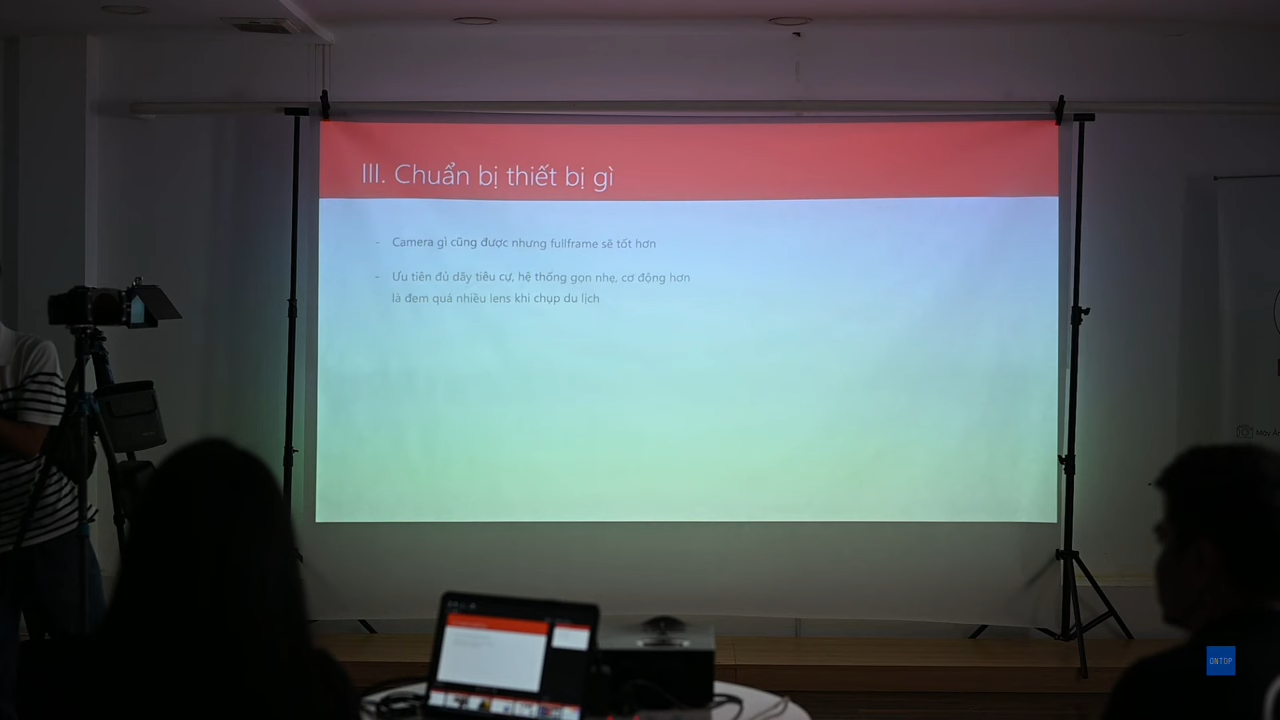 III. Chuẩn bị thiết bị gì
- Camera gì cũng được nhưng fullframe sẽ tốt hơn
- Ưu tiên đủ dãy tiêu cự, hệ thống gọn nhẹ, cơ động hơn
là đem quá nhiều lens khi chụp du lịch
Máy
ONTOP